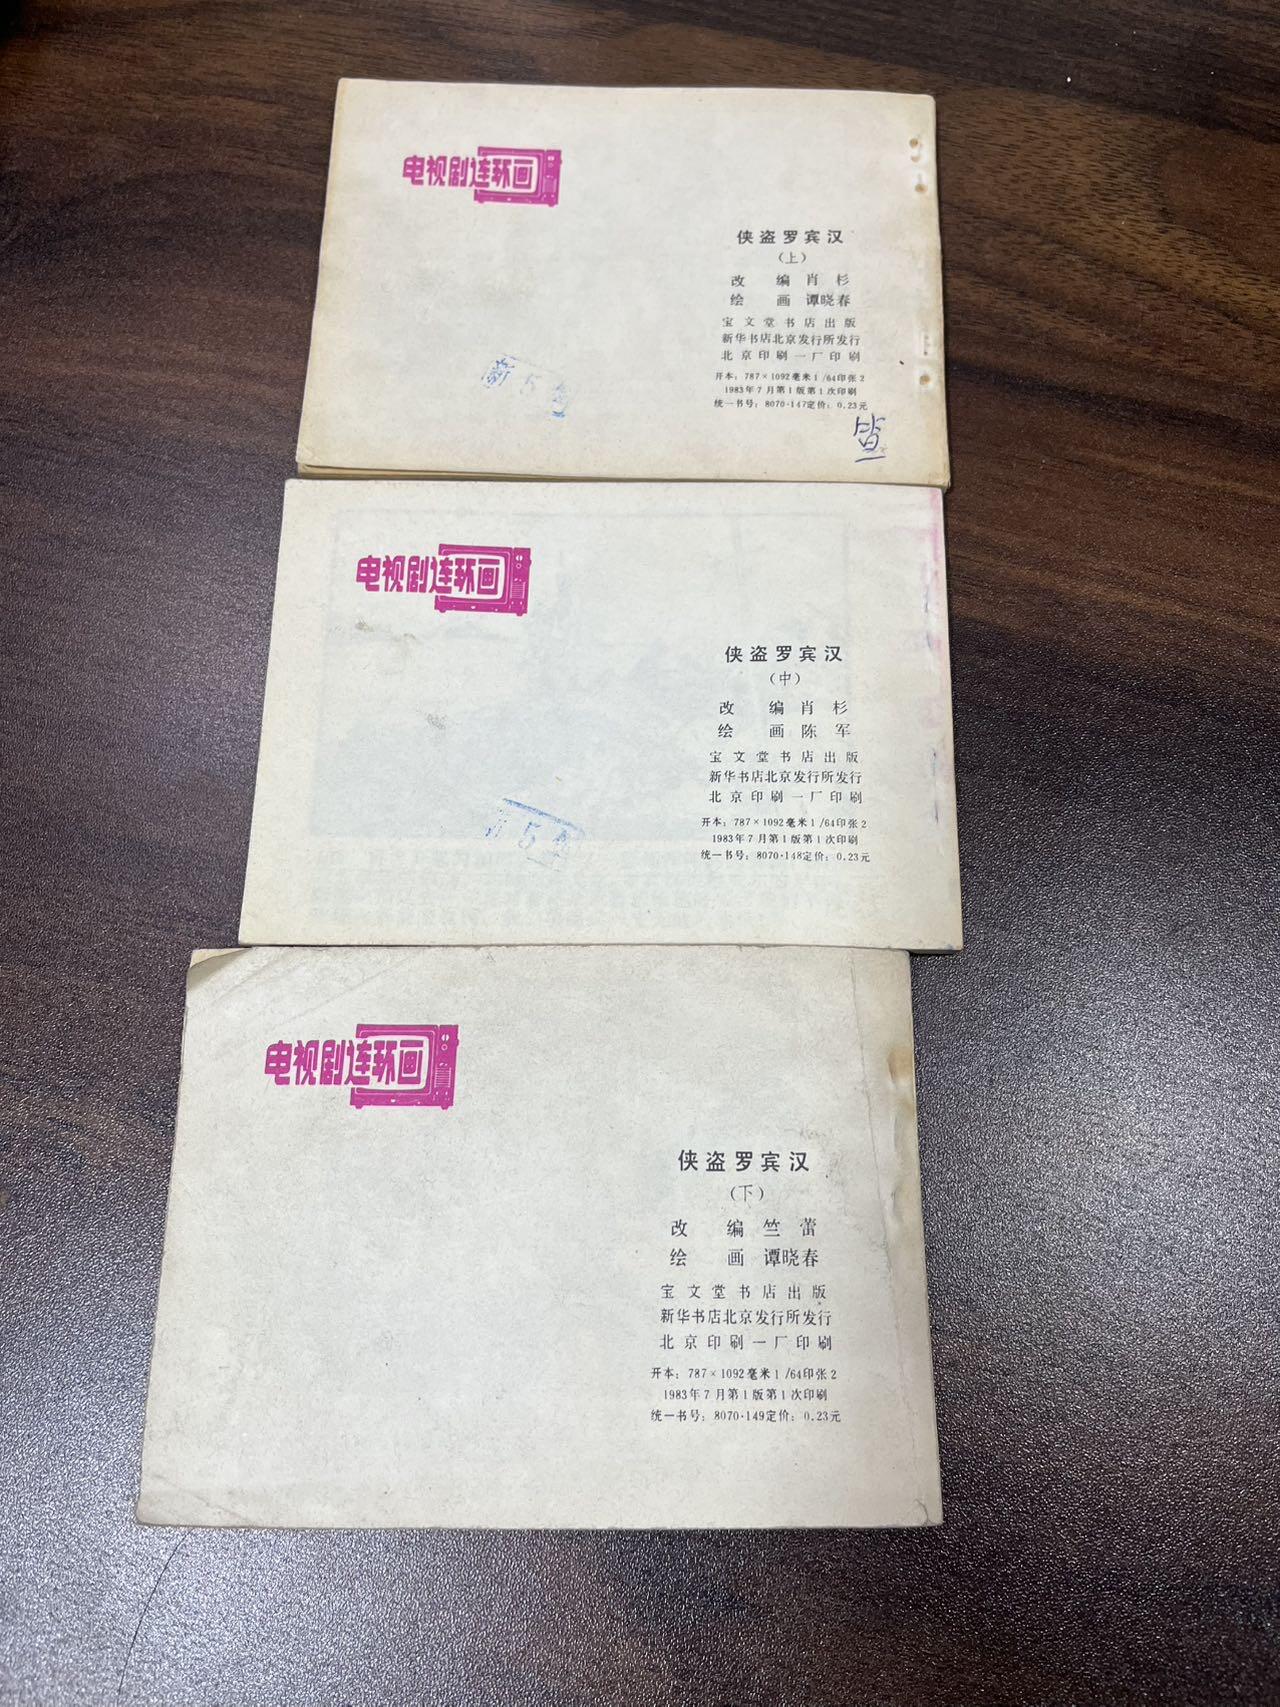 电视剧连环画
侠盗罗宾汉
（上）
改 编 肖 杉
绘 画 谭晓春
宝文堂书店出版
新华书店北京发行所发行
北京印刷一厂印刷
开本：787×1092毫米1/64印张2
1983年7月第1版第1次印刷
统一书号：8070·147定价：0.23元
电视剧连环画
侠盗罗宾汉
（中）
改 编 肖 杉
绘 画 陈 军
宝文堂书店出版
新华书店北京发行所发行
北京印刷一厂印刷
开本：787×1092毫米1/64印张2
1983年7月第1版第1次印刷
统一书号：8070·148定价：0.23元
电视剧连环画
侠盗罗宾汉
（下）
改 编 竺 蕾
绘 画 谭晓春
宝文堂书店出版
新华书店北京发行所发行
北京印刷一厂印刷
开本：787×1092毫米1/64印张2
1983年7月第1版第1次印刷
统一书号：8070·149定价：0.23元